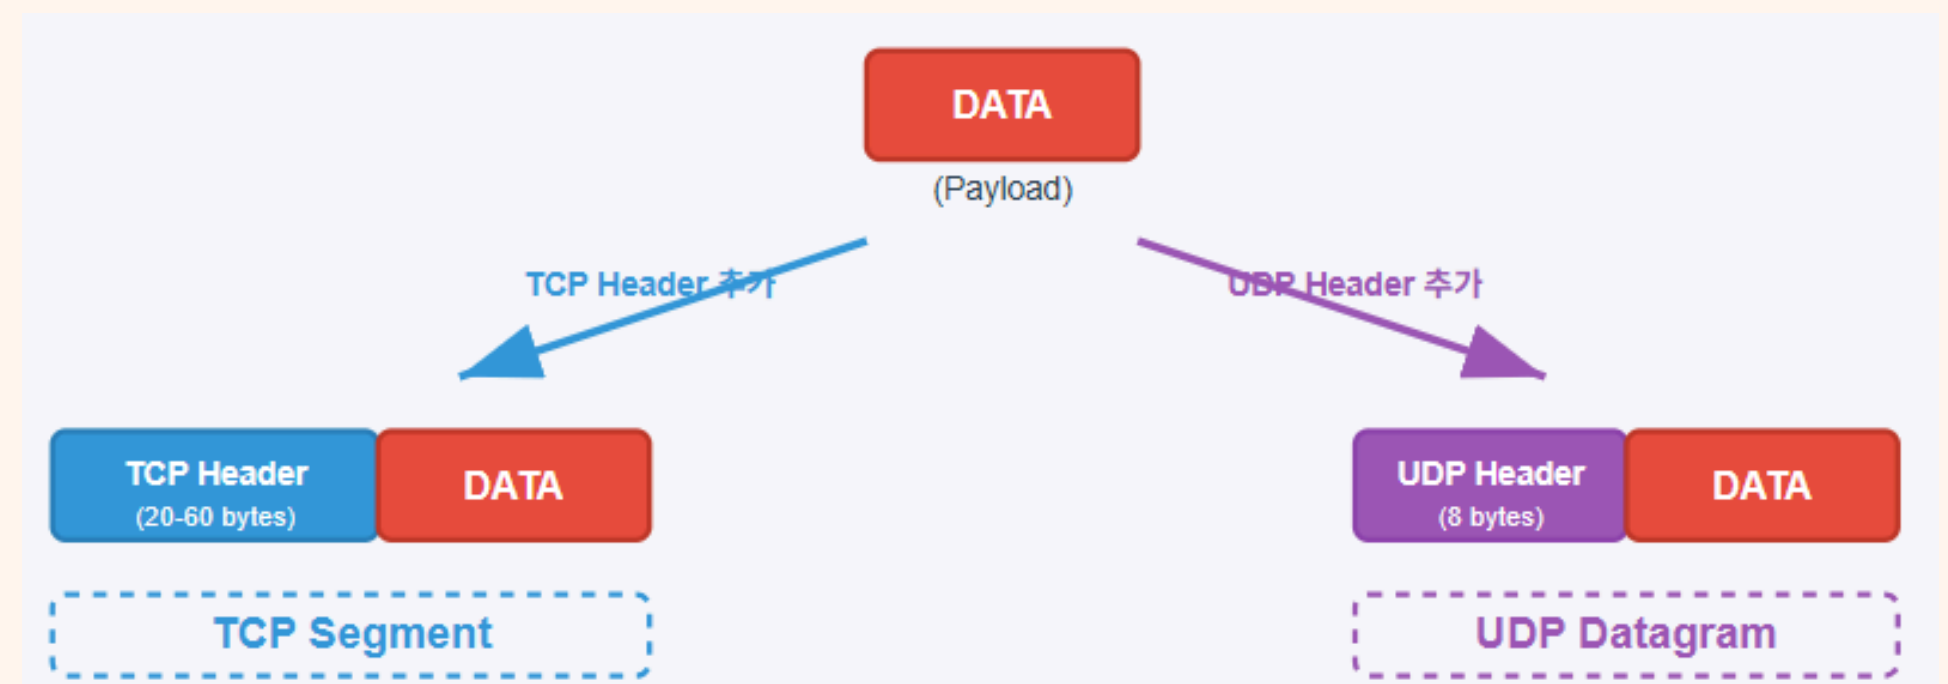 DATA
(Payload)
TCP Header 추가
UDP Header 추가
TCP Header
(20-60 bytes)
DATA
UDP Header
(8 bytes)
DATA
TCP Segment
UDP Datagram